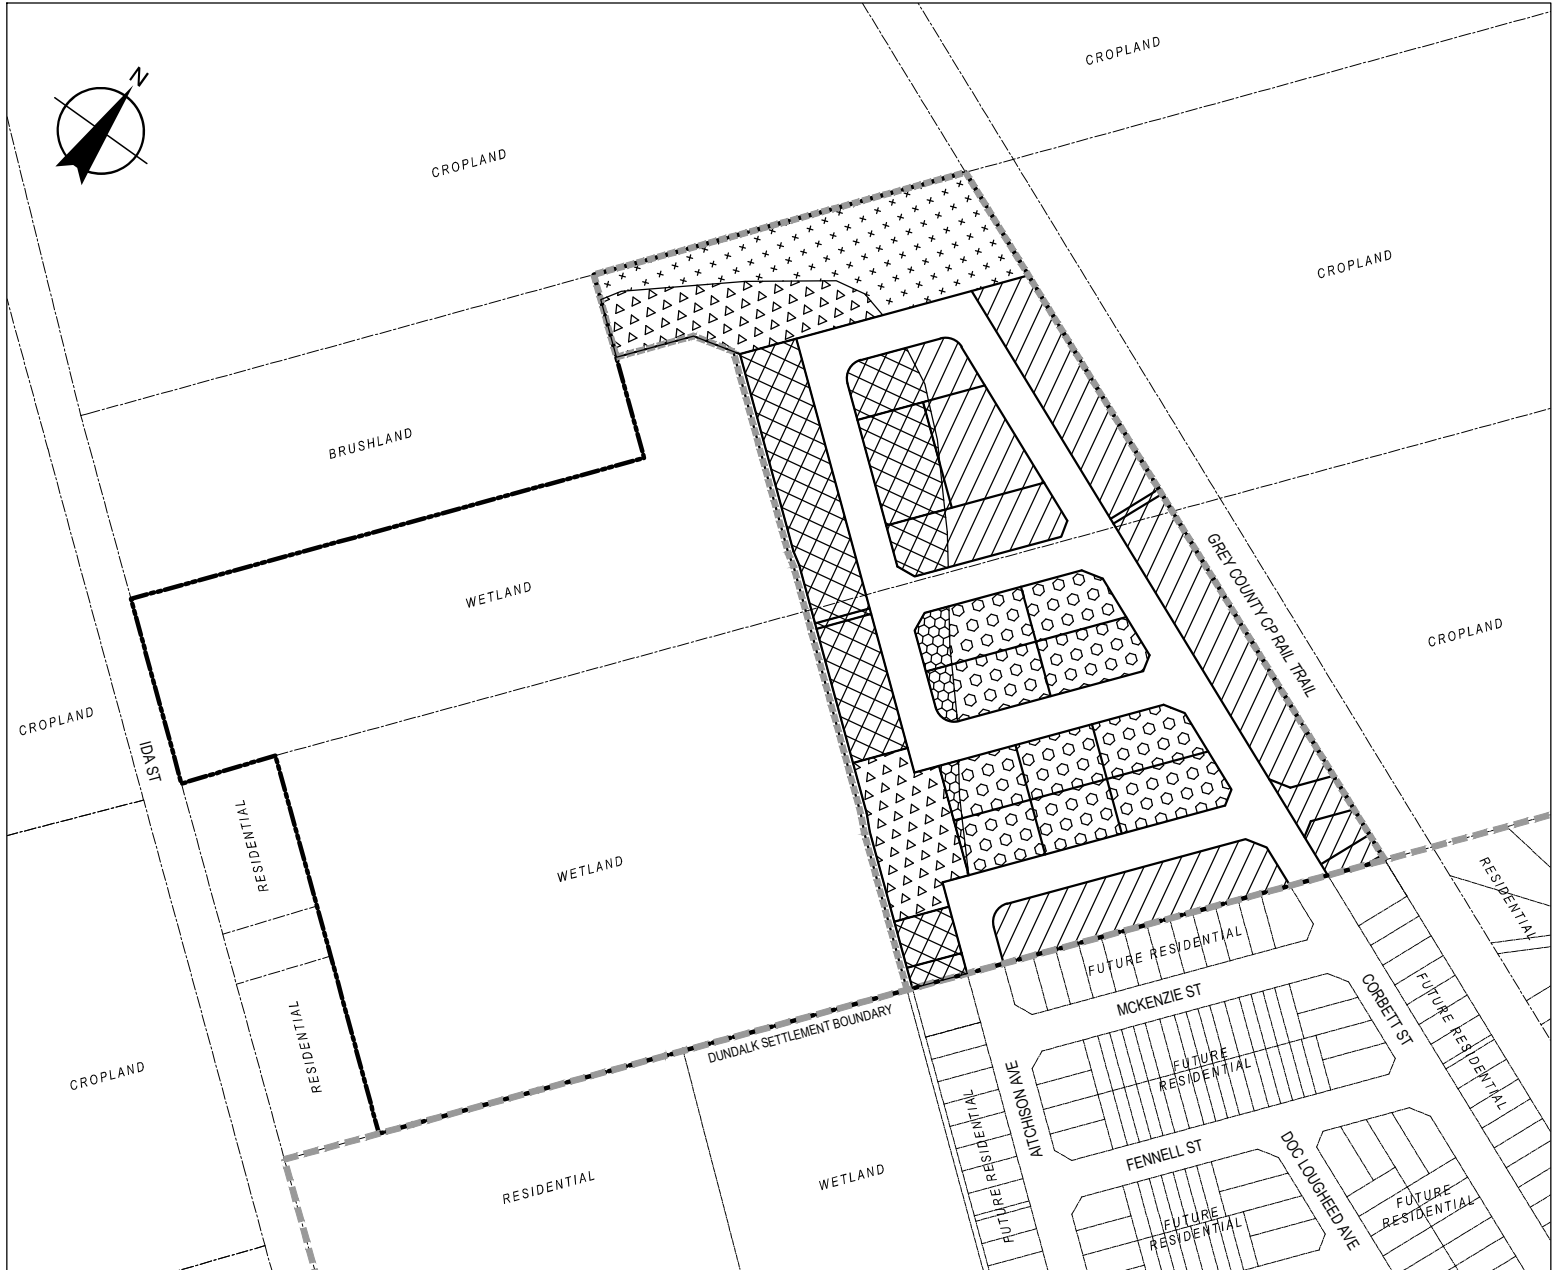 CROPLAND
N
CROPLAND
CROPLAND
BRUSHLAND
WETLAND
GREY COUNTY CP RAIL TRAIL
CROPLAND
CROPLAND
IDA ST
RESIDENTIAL
WETLAND
RESIDENTIAL
FUTURE RESIDENTIAL
MCKENZIE ST
CORBETT ST
FUTURE RESIDENTIAL
RESIDENTIAL
DUNDALK SETTLEMENT BOUNDARY
CROPLAND
FUTURE
RESIDENTIAL
AITCHISON AVE
FUTURE RESIDENTIAL
FENNELL ST
DOC LOUGHEED AVE
RESIDENTIAL
WETLAND
FUTURE
RESIDENTIAL
FUTURE
RESIDENTIAL